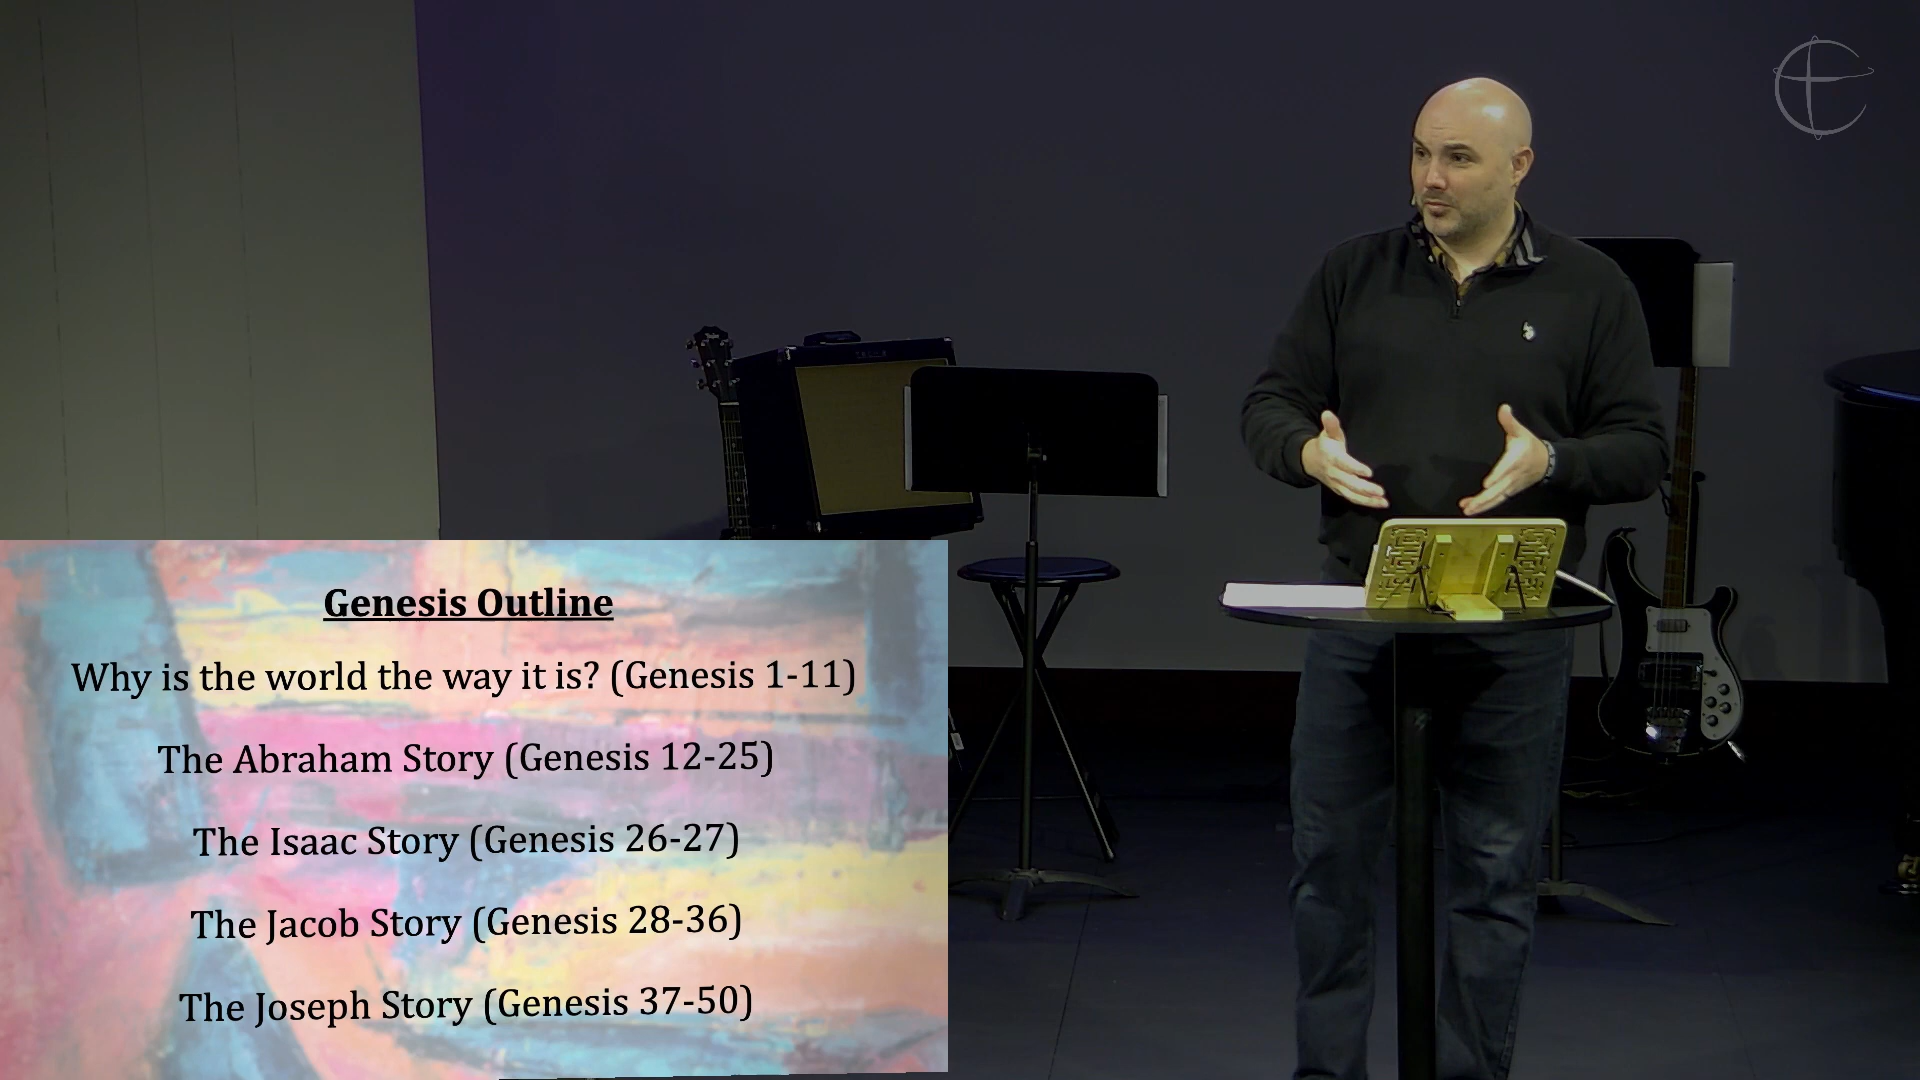 Genesis Outline
Why is the world the way it is? (Genesis 1-11)
The Abraham Story (Genesis 12-25)
The Isaac Story (Genesis 26-27)
The Jacob Story (Genesis 28-36)
The Joseph Story (Genesis 37-50)